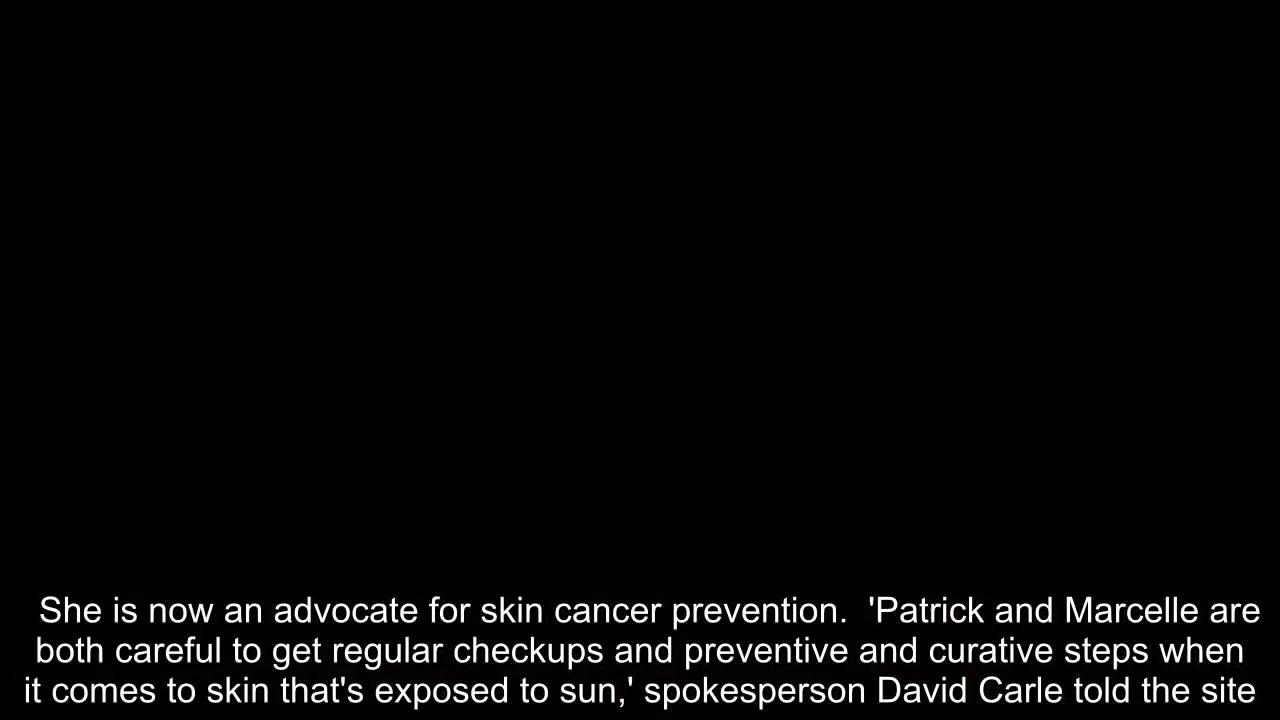 She is now an advocate for skin cancer prevention.  'Patrick and Marcelle are
both careful to get regular checkups and preventive and curative steps when
it comes to skin that's exposed to sun,' spokesperson David Carle told the site